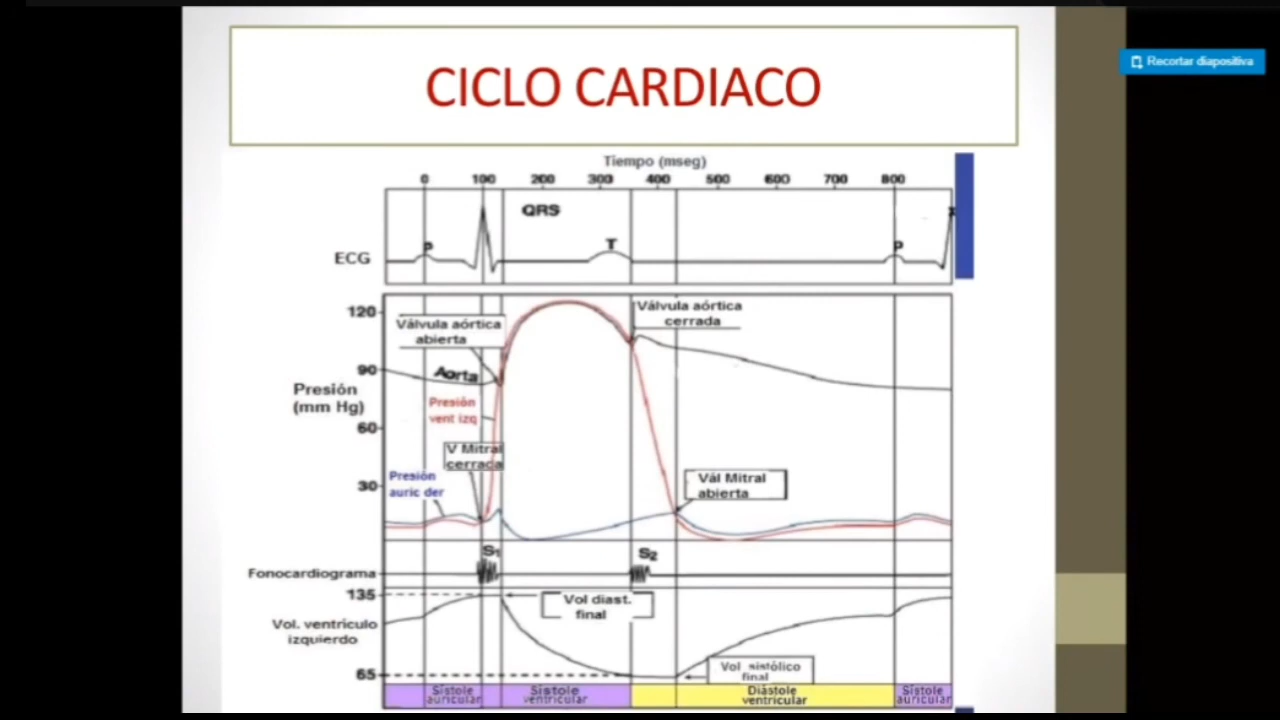 Recortar diapositiva
CICLO CARDIACO
Tiempo (mseg)
0 100 200 300 400 500 600 700 800
QRS
P
T
P
ECG
120
Válvula aórtica
abierta
Válvula aórtica
cerrada
90
Aorta
Presión
(mm Hg)
Presión
vent izq
60
V Mitral
cerrada
Presión
auric der
30
Vál Mitral
abierta
S1
S2
Fonocardiograma
135
Vol diast.
final
Vol. ventrículo
izquierdo
Vol sistólico
final
65
Sístole
auricular
Sístole
ventricular
Diástole
ventricular
Sístole
auricular